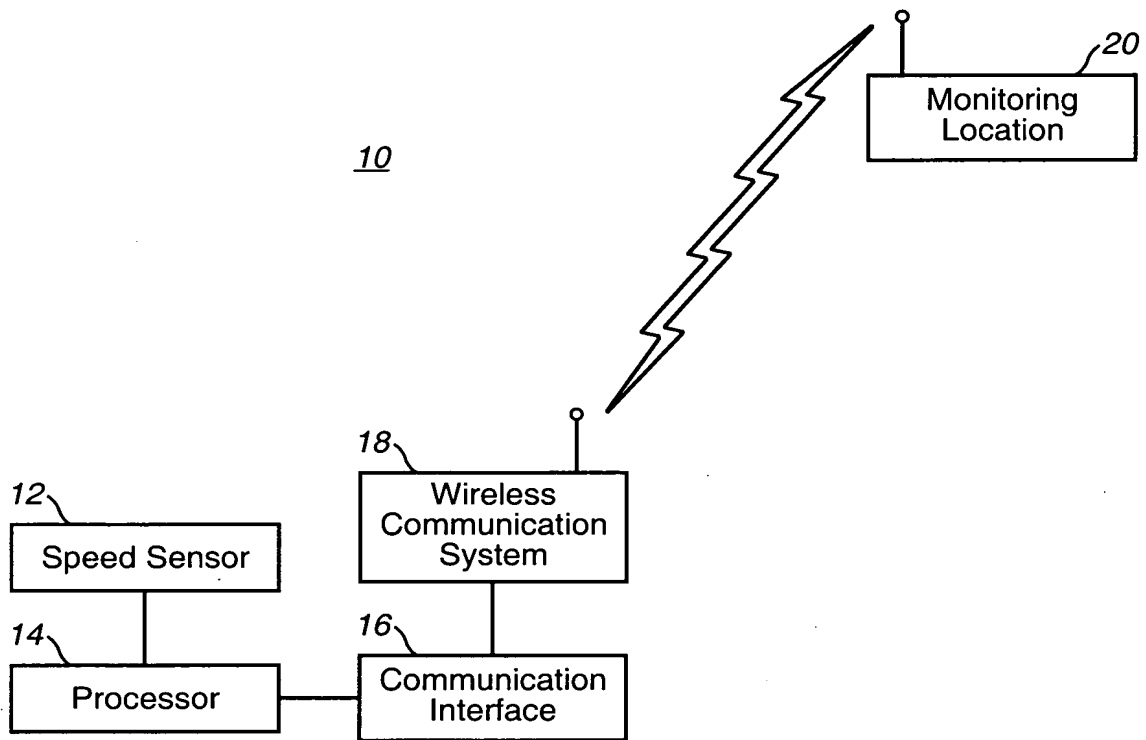 20
Monitoring
Location
10
18
Wireless
Communication
System
12
Speed Sensor
14
Processor
16
Communication
Interface